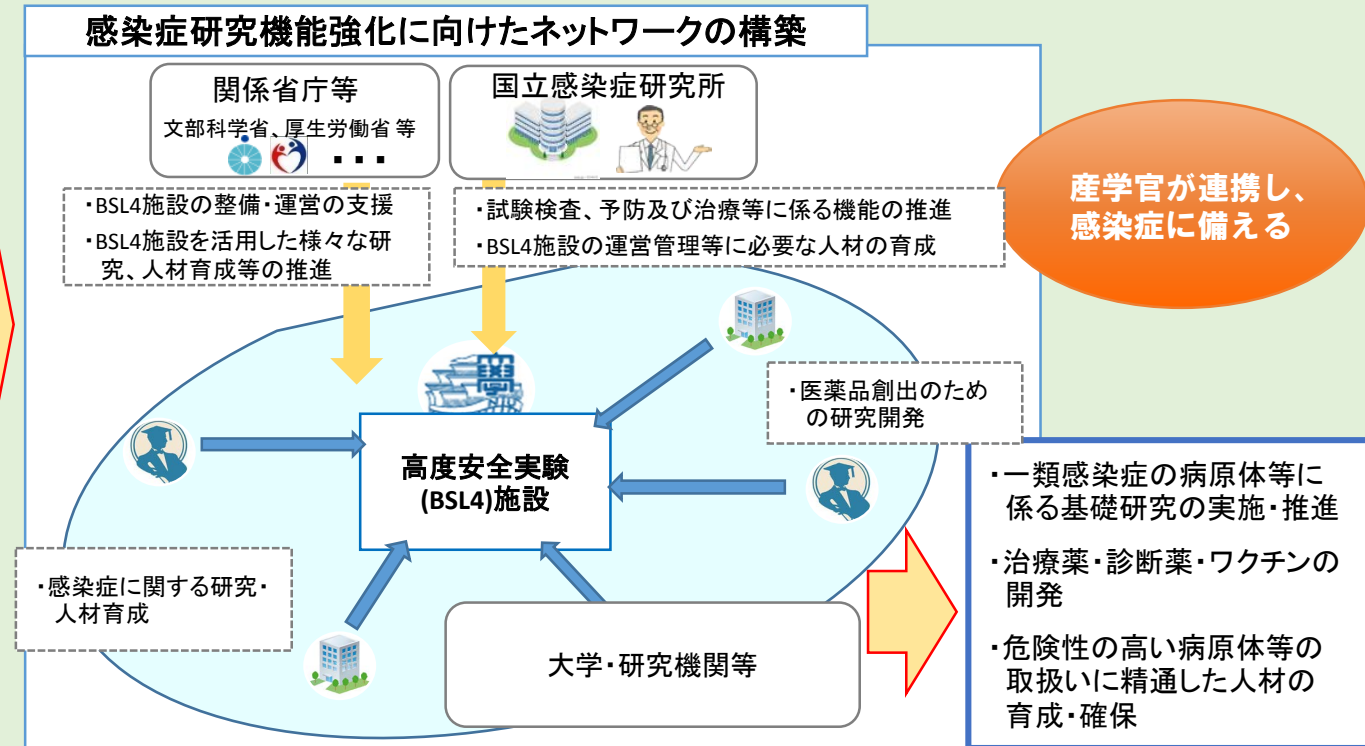 感染症研究機能強化に向けたネットワークの構築
関係省庁等
文部科学省、厚生労働省 等
・・・
国立感染症研究所
・BSL4施設の整備・運営の支援
・BSL4施設を活用した様々な研
究、人材育成等の推進
・試験検査、予防及び治療等に係る機能の推進
・BSL4施設の運営管理等に必要な人材の育成
産学官が連携し、
感染症に備える
學
・医薬品創出のため
の研究開発
高度安全実験
(BSL4)施設
・感染症に関する研究・
人材育成
大学・研究機関等
・一類感染症の病原体等に
係る基礎研究の実施・推進
・治療薬・診断薬・ワクチンの
開発
・危険性の高い病原体等の
取扱いに精通した人材の
育成・確保